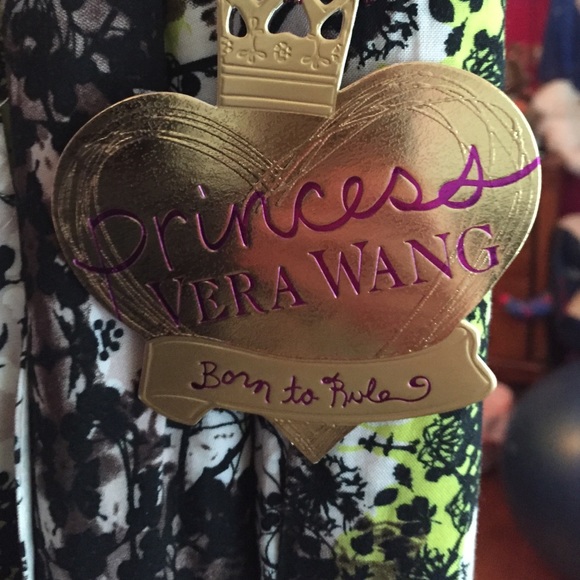 Princess
VERA WANG
Born to Rule